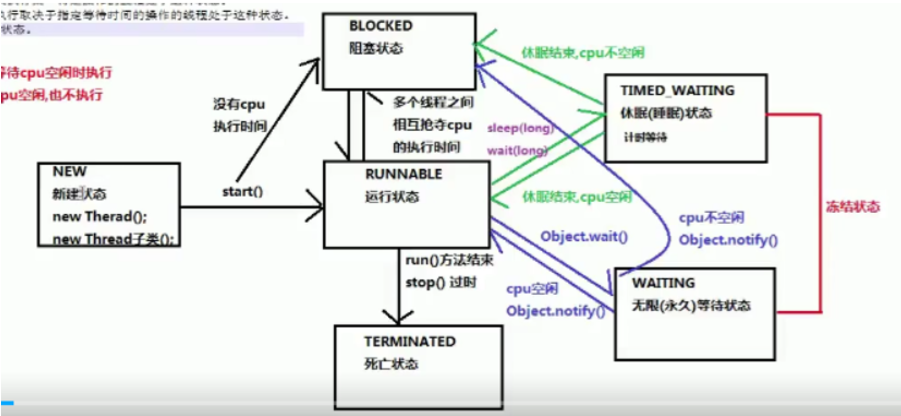 执行取决于指定等待时间的操作的线程处于这种状态。
状态。
等待cpu空闲时执行
cpu空闲,也不执行
BLOCKED
阻塞状态
没有cpu
执行时间
多个线程之间
相互抢夺cpu
的执行时间
休眠结束,cpu不空闲
TIMED_WAITING
休眠(睡眠)状态
计时等待
sleep(long)
wait(long)
NEW
新建状态
new Therad();
new Thread子类();
start()
RUNNABLE
运行状态
休眠结束,cpu空闲
冻结状态
Object.wait()
cpu不空闲
Object.notify()
run()方法结束
stop() 过时
cpu空闲
Object.notify()
WAITING
无限(永久)等待状态
TERMINATED
死亡状态